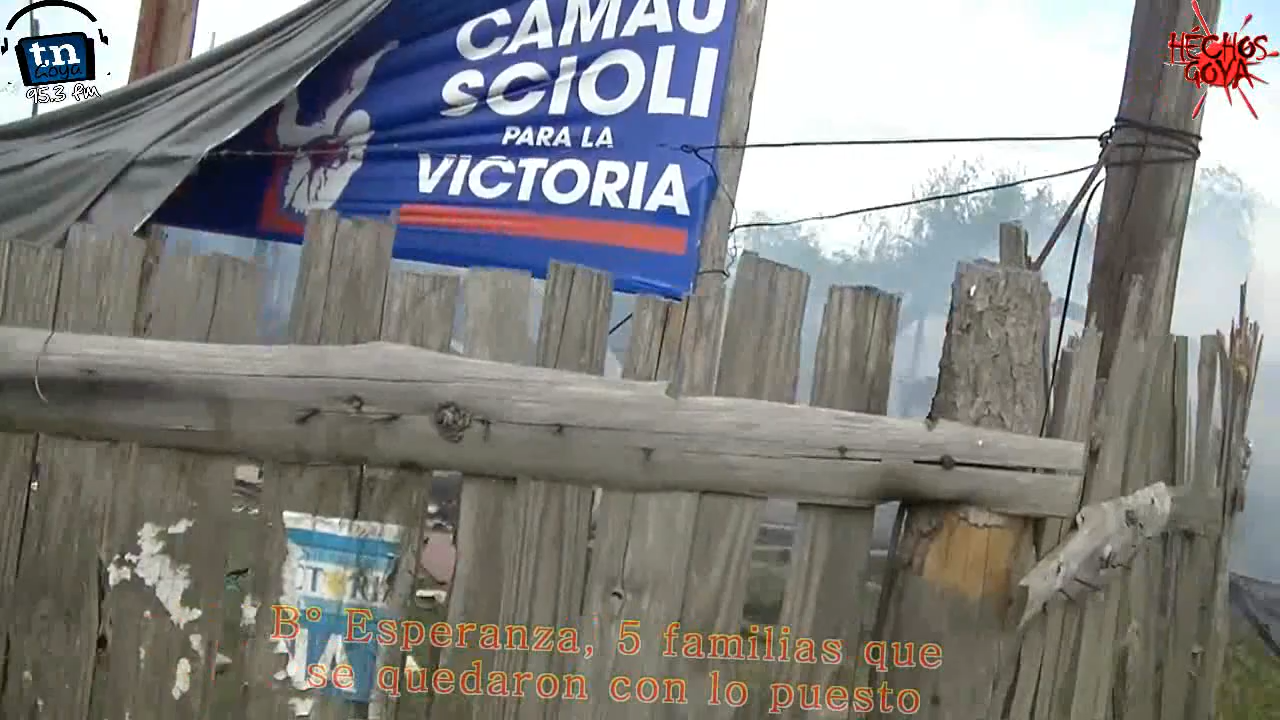 tn
Goya
95.3 fm
HECHOS
GOYA
CAMAU
SCIOLI
PARA LA
VICTORIA
B° Esperanza, 5 familias que
se quedaron con lo puesto